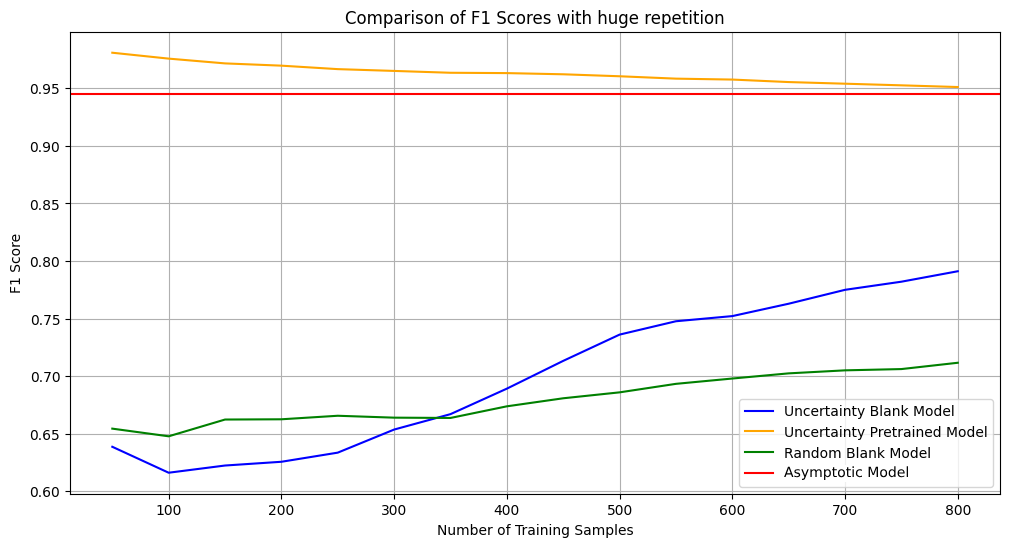 Comparison of F1 Scores with huge repetition
F1 Score
0.95
0.90
0.85
0.80
0.75
0.70
0.65
0.60
Uncertainty Blank Model
Uncertainty Pretrained Model
Random Blank Model
Asymptotic Model
100 200 300 400 500 600 700 800
Number of Training Samples